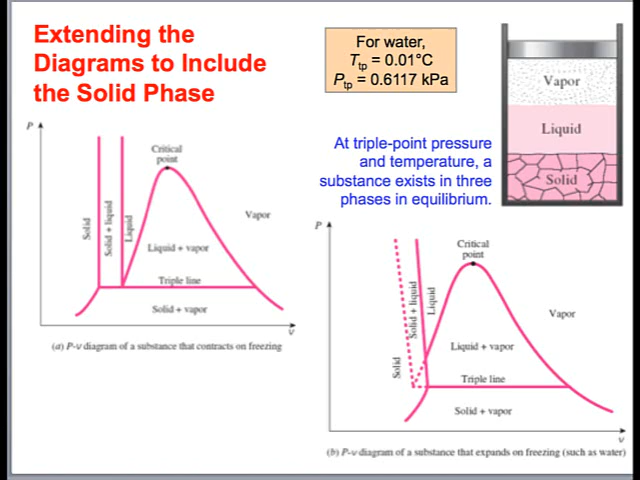 Extending the
Diagrams to Include
the Solid Phase
For water,
Ttp = 0.01°C
Ptp = 0.6117 kPa
Vapor
Liquid
Solid
At triple-point pressure
and temperature, a
substance exists in three
phases in equilibrium.
P
Critical
point
Solid
Solid + liquid
Liquid
Vapor
Liquid + vapor
Triple line
Solid + vapor
v
(a) P-v diagram of a substance that contracts on freezing
P
Critical
point
Solid
Solid + liquid
Liquid
Vapor
Liquid + vapor
Triple line
Solid + vapor
v
(b) P-v diagram of a substance that expands on freezing (such as water)